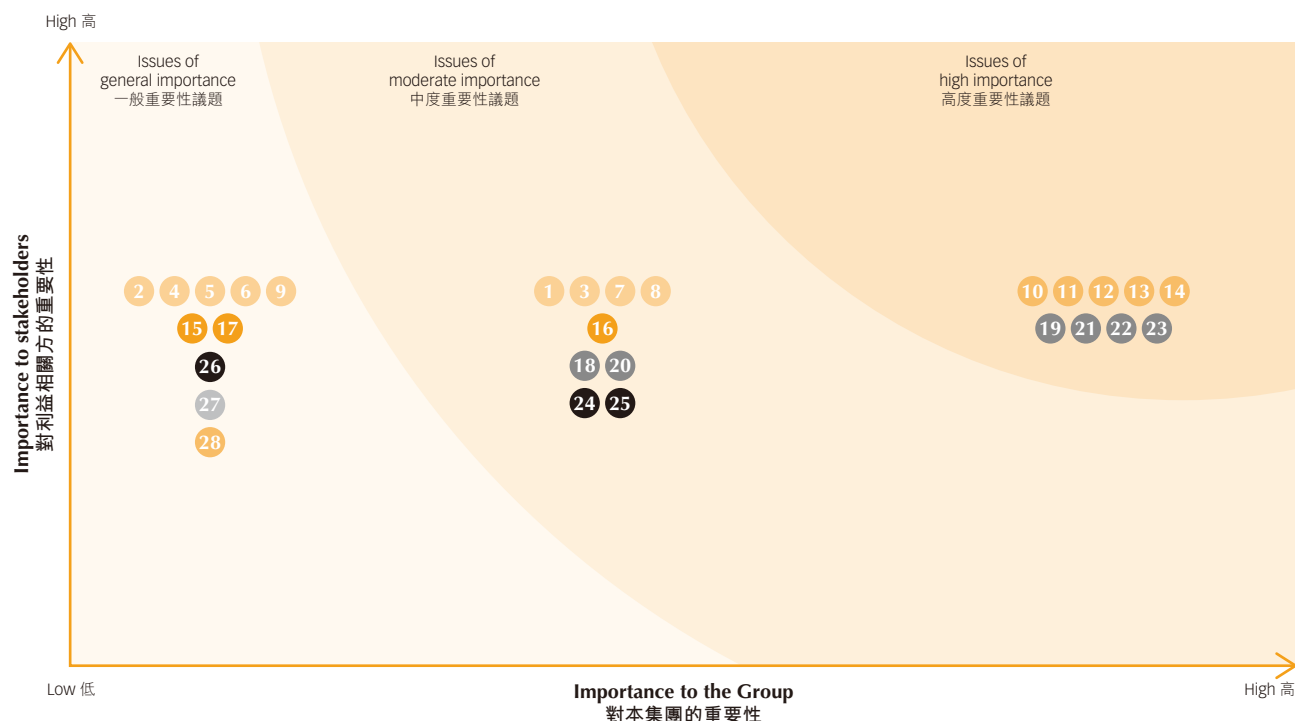 High 高
Issues of
general importance
一般重要性議題
Issues of
moderate importance
中度重要性議題
Issues of
high importance
高度重要性議題
Importance to stakeholders
對利益相關方的重要性
2 4 5 6 9
15 17
26
27
28
1 3 7 8
16
18 20
24 25
10 11 12 13 14
19 21 22 23
Low 低
Importance to the Group
對本集團的重要性
High 高